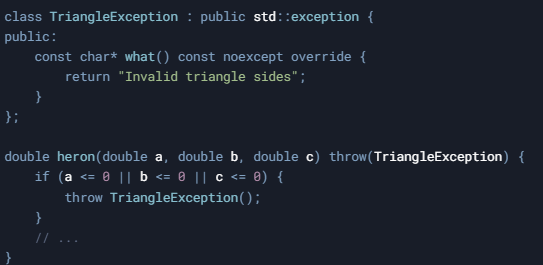 class TriangleException : public std::exception {
public:
    const char* what() const noexcept override {
        return "Invalid triangle sides";
    }
};

double heron(double a, double b, double c) throw(TriangleException) {
    if (a <= 0 || b <= 0 || c <= 0) {
        throw TriangleException();
    }
    // ...
}